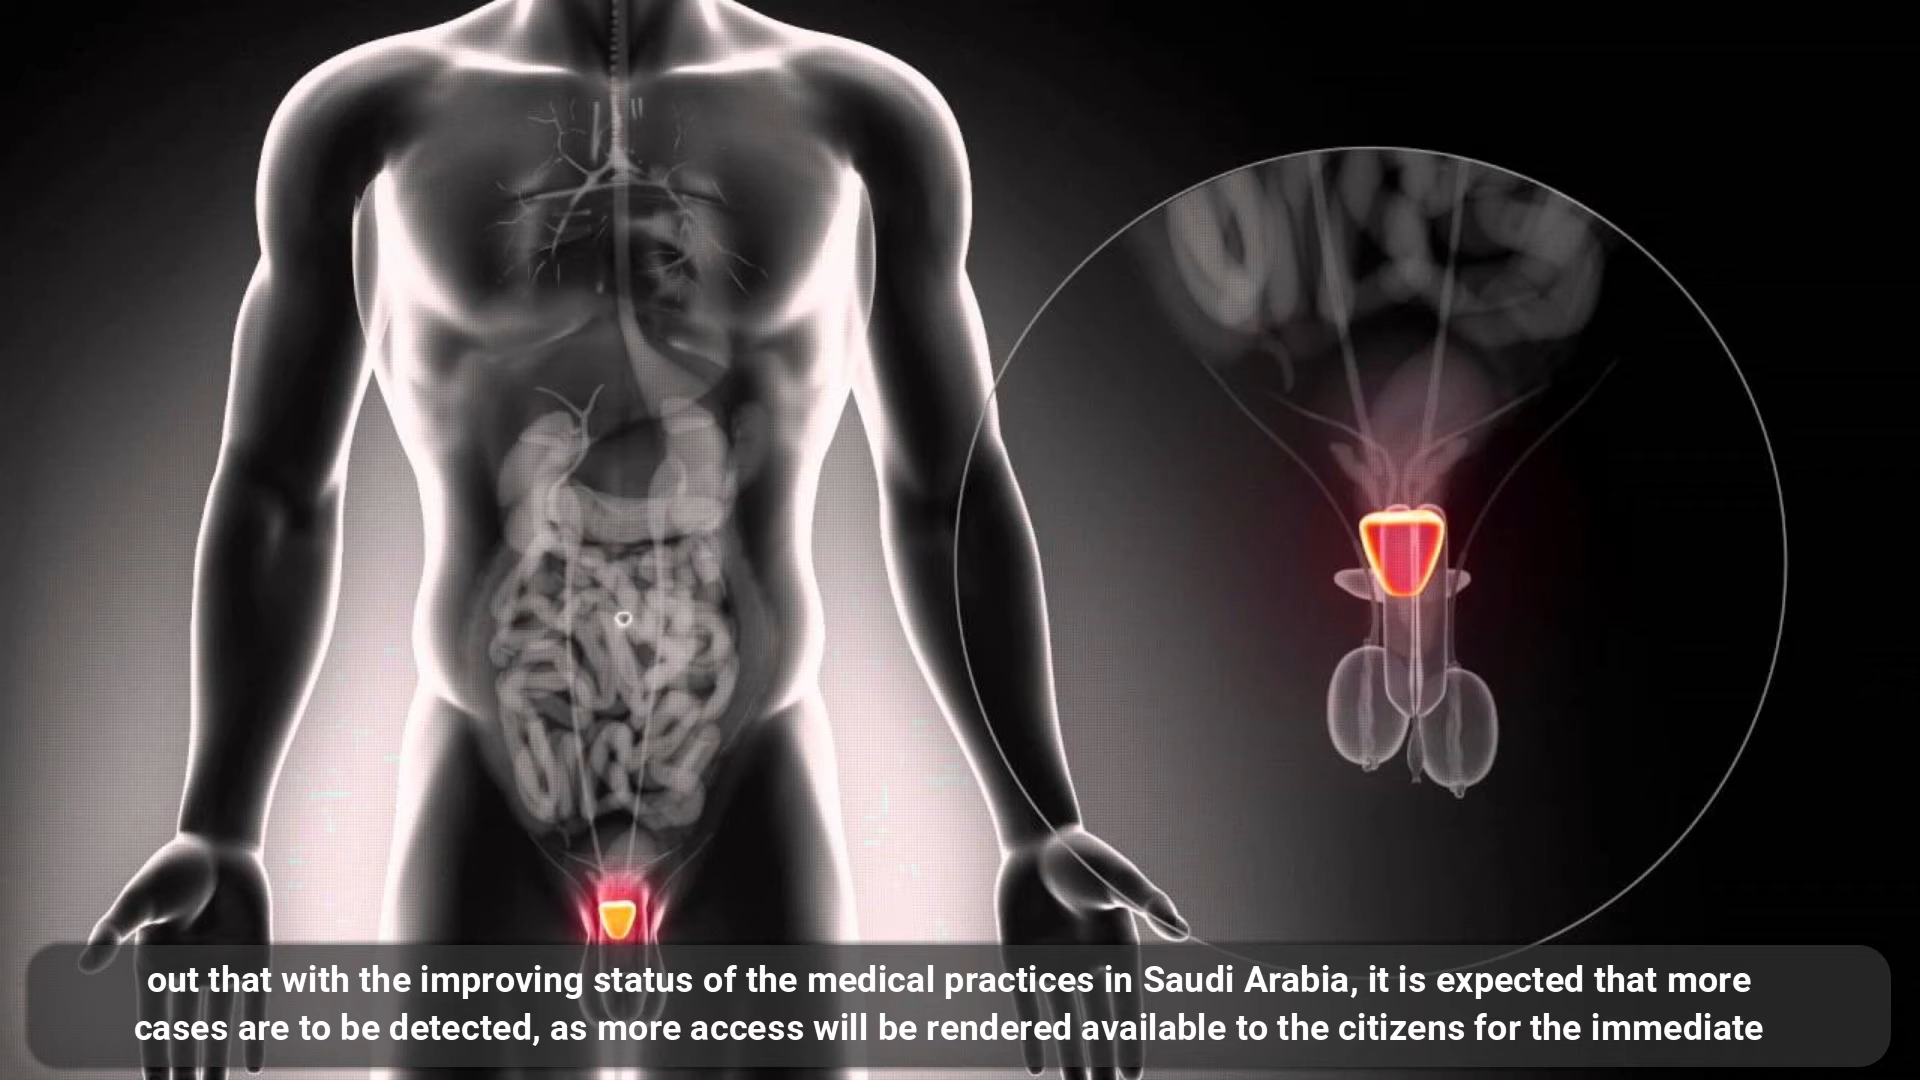 out that with the improving status of the medical practices in Saudi Arabia, it is expected that more
cases are to be detected, as more access will be rendered available to the citizens for the immediate